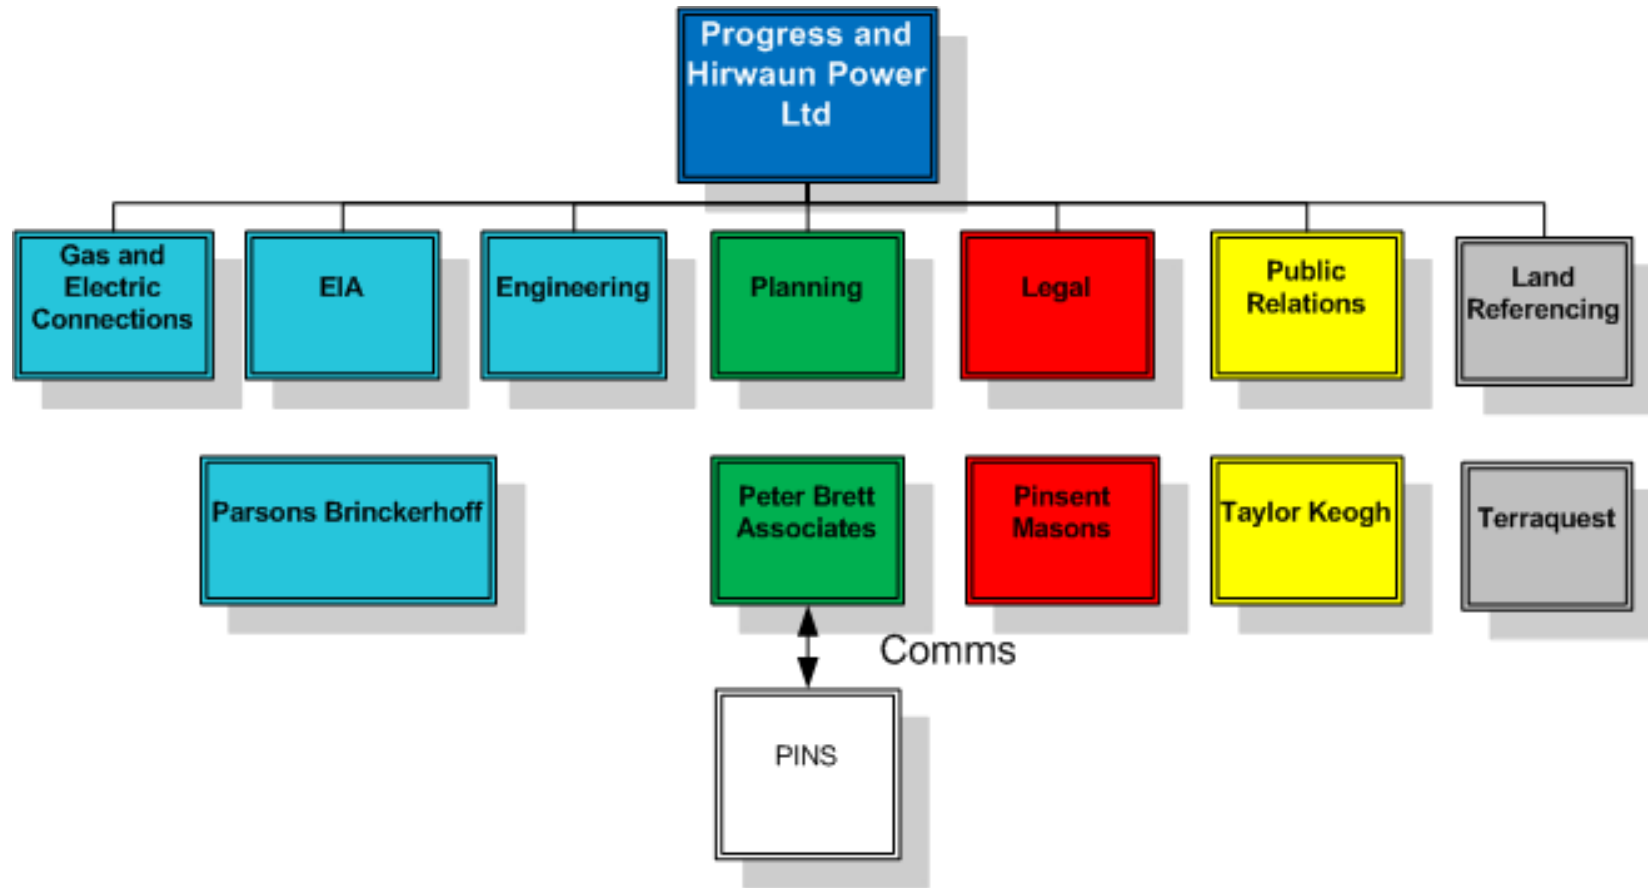 Progress and
Hirwaun Power
Ltd
Gas and
Electric
Connections
EIA
Engineering
Planning
Legal
Public
Relations
Land
Referencing
Parsons Brinckerhoff
Peter Brett
Associates
Pinsent
Masons
Taylor Keogh
Terraquest
Comms
PINS